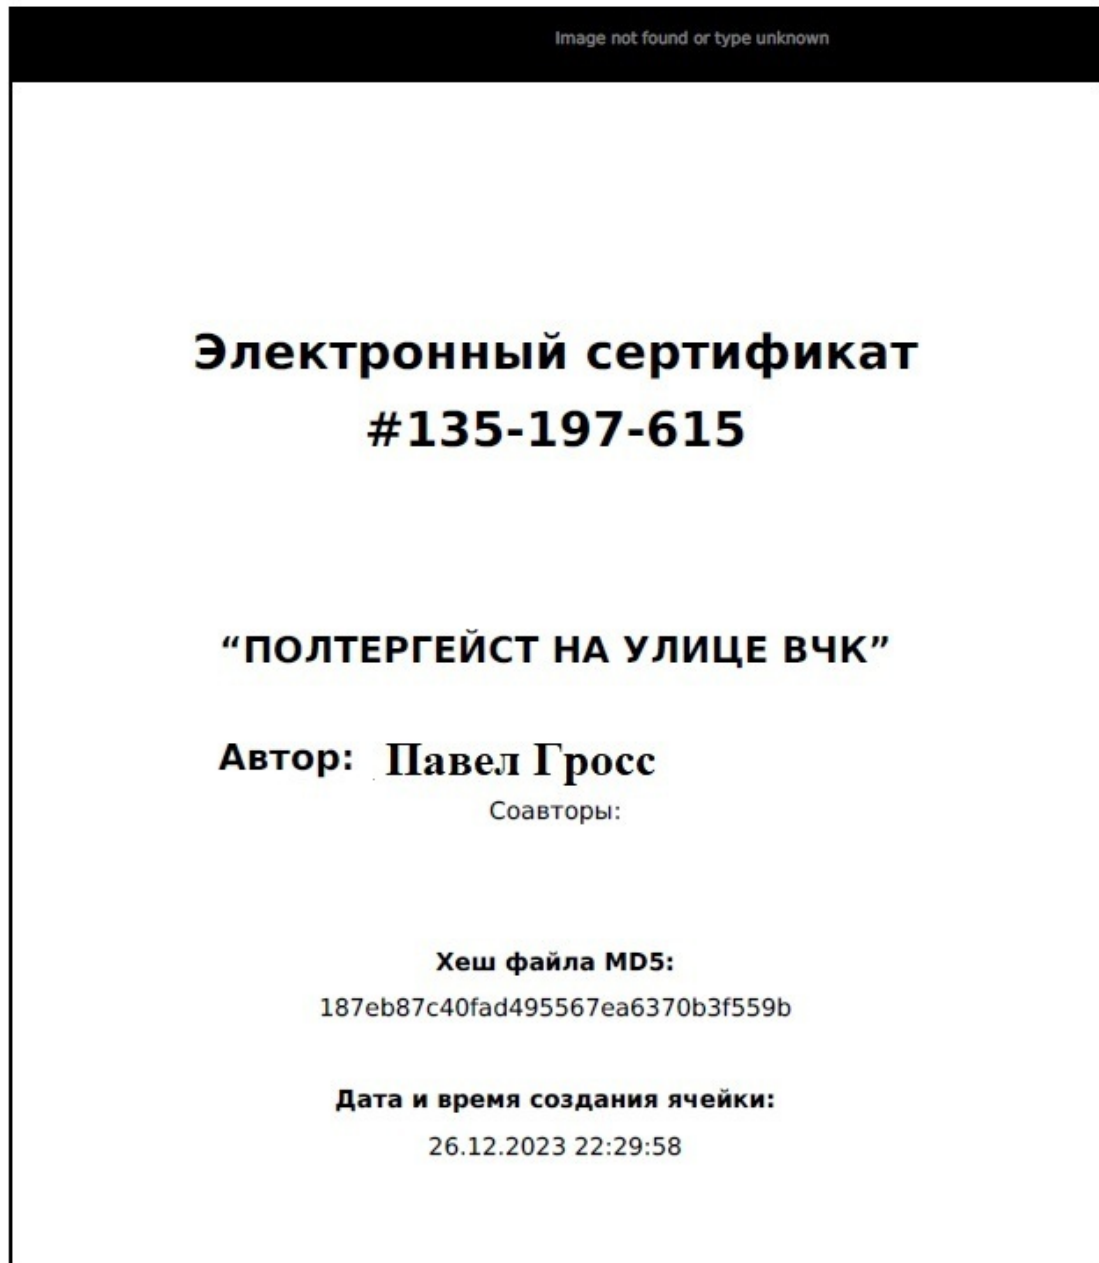 Image not found or type unknown
Электронный сертификат
#135-197-615
“ПОЛТЕРГЕЙСТ НА УЛИЦЕ ВЧК”
Автор: Павел Гросс
Соавторы:
Хеш файла MD5:
187eb87c40fad495567ea6370b3f559b
Дата и время создания ячейки:
26.12.2023 22:29:58